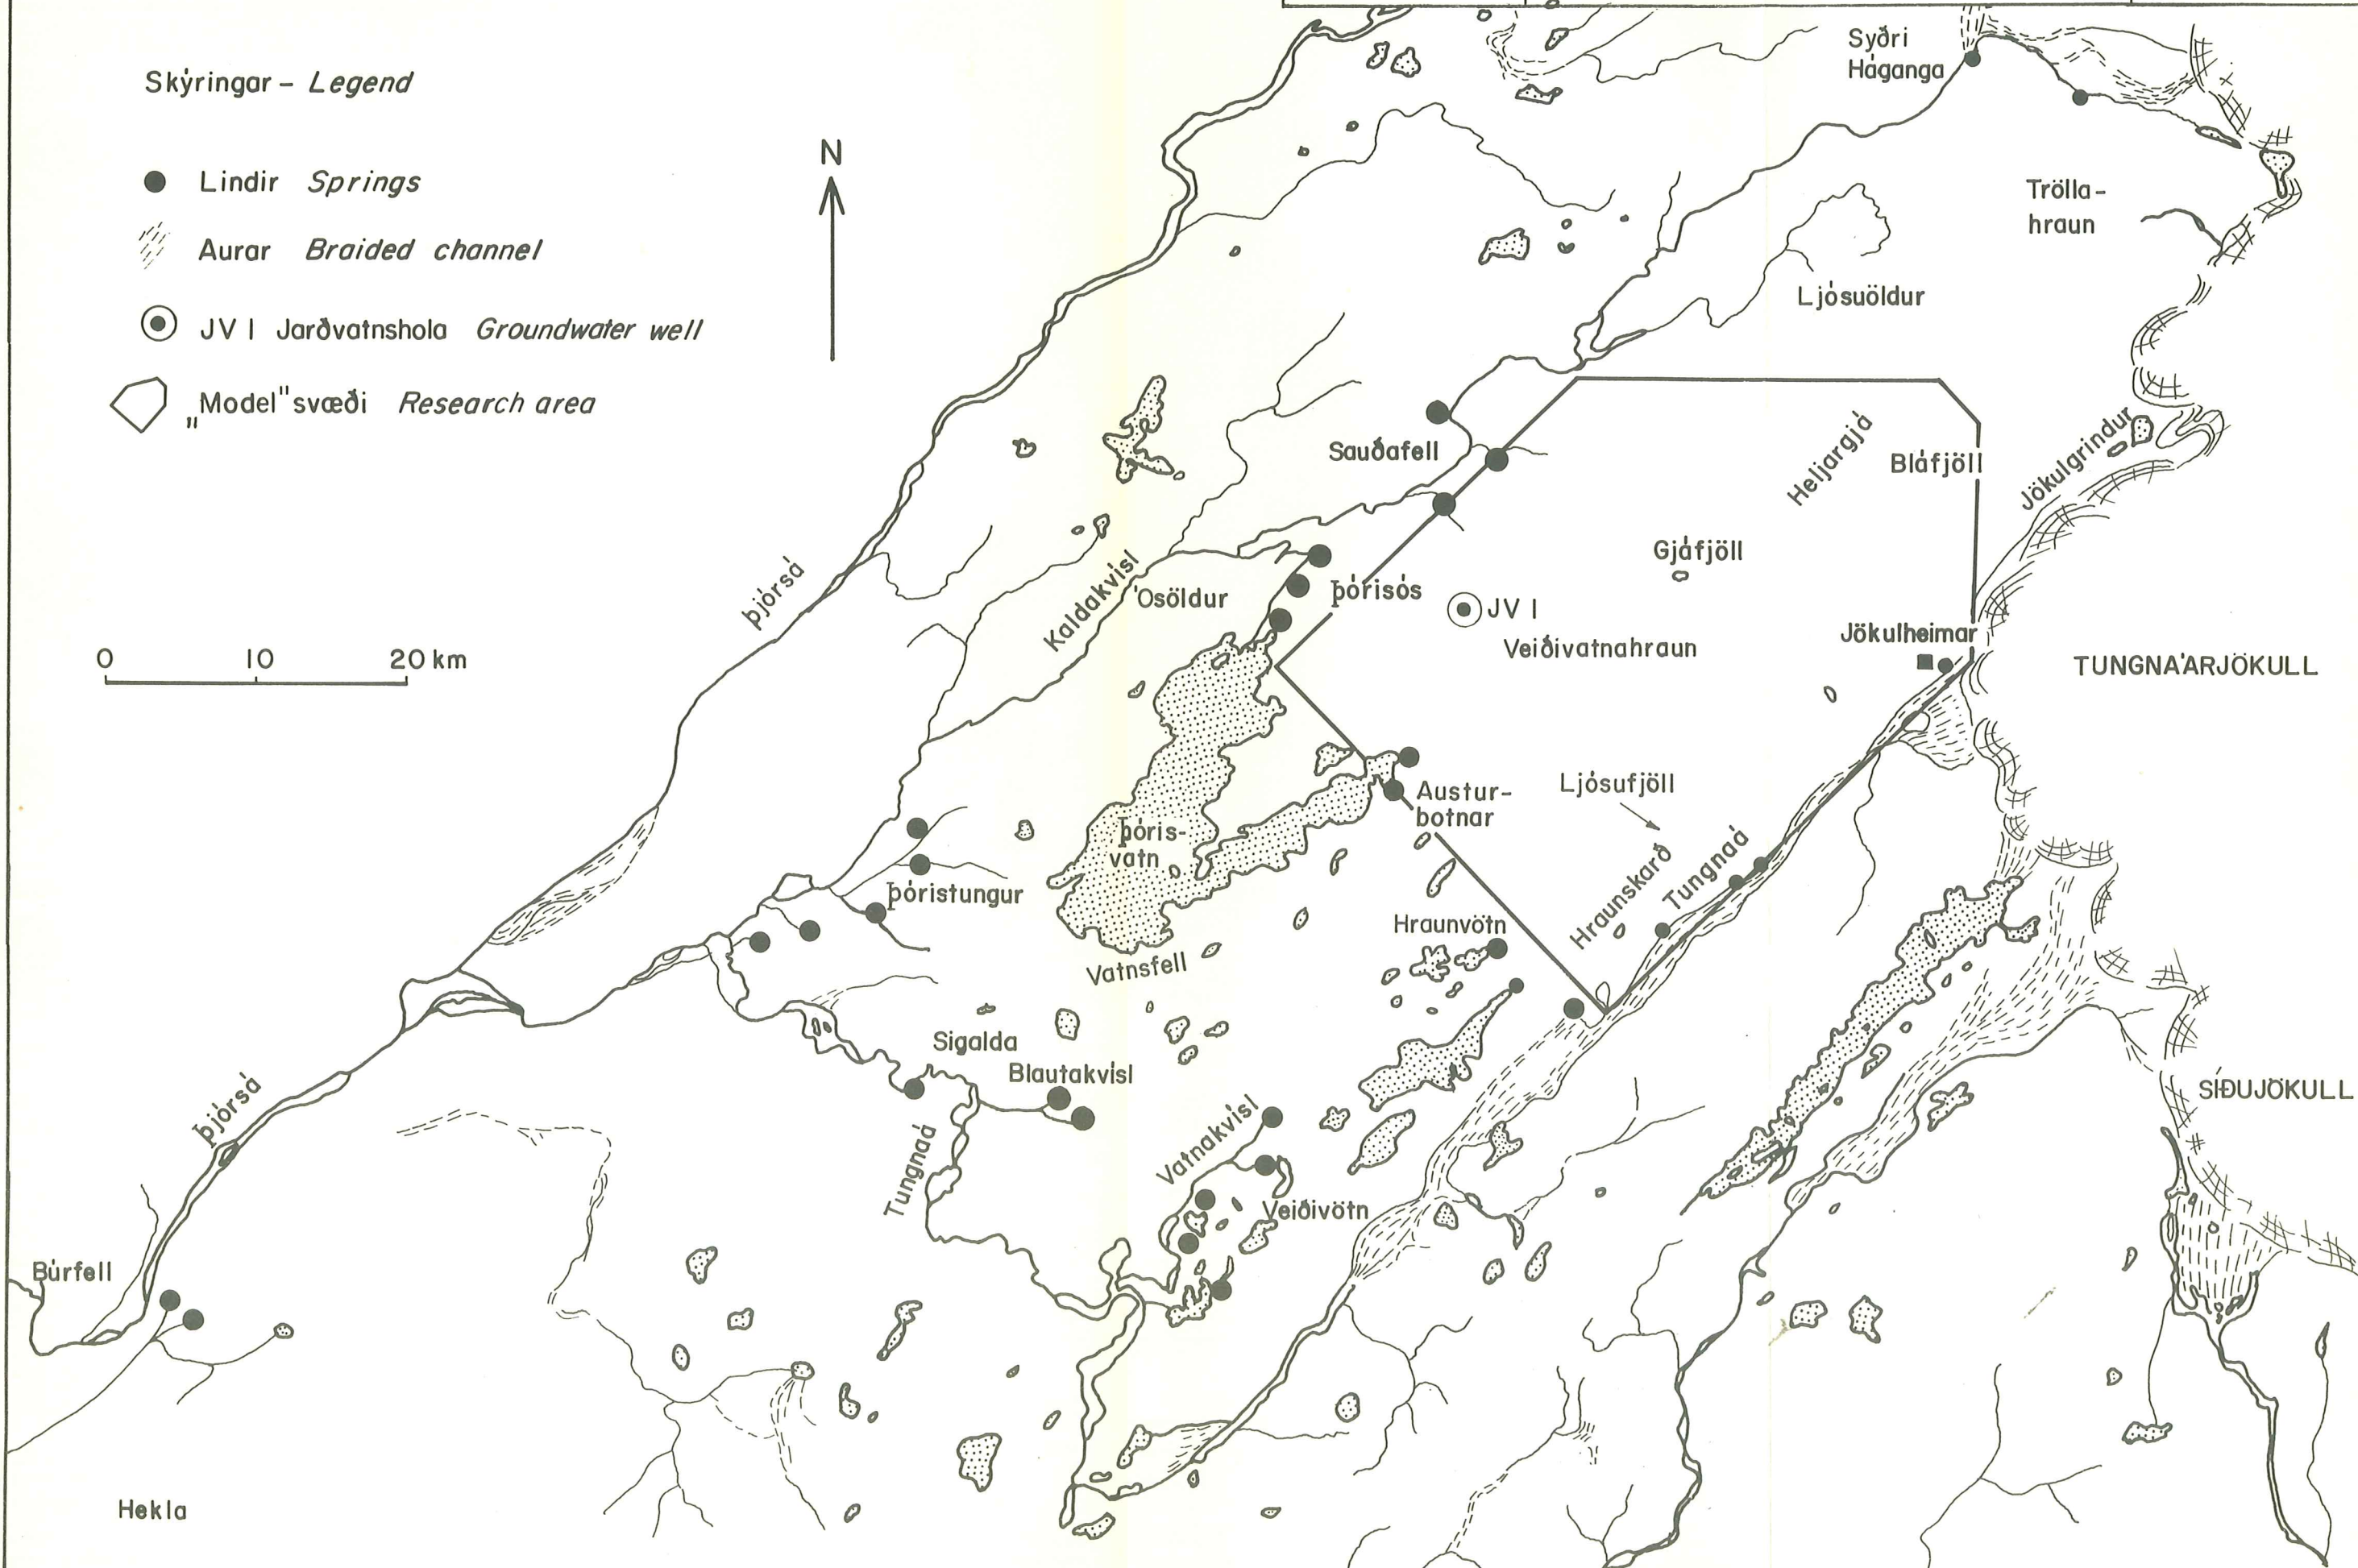 Skýringar – Legend
N
Lindir Springs
Aurar Braided channel
JV I Jarðvatnshola Groundwater well
„Model" svæði Research area
0 10 20 km
Syðri
Háganga
Trölla-
hraun
Ljósuöldur
Sauðafell
Heljargjá
Bláfjöll
Jökulgrindur
Gjáfjöll
Þjórsá
Kaldakvísl
Ósöldur
Þórisós
JV I
Veiðivatnahraun
Jökulheimar
TUNGNAÁRJÖKULL
Austur-
botnar
Ljósufjöll
Þóris-
vatn
Hraunskarð
Tungnaá
Þóristungur
Hraunvötn
Vatnsfell
Sigalda
Blautakvísl
SÍÐUJÖKULL
Þjórsá
Tungnaá
Vatnakvísl
Veiðivötn
Búrfell
Hekla